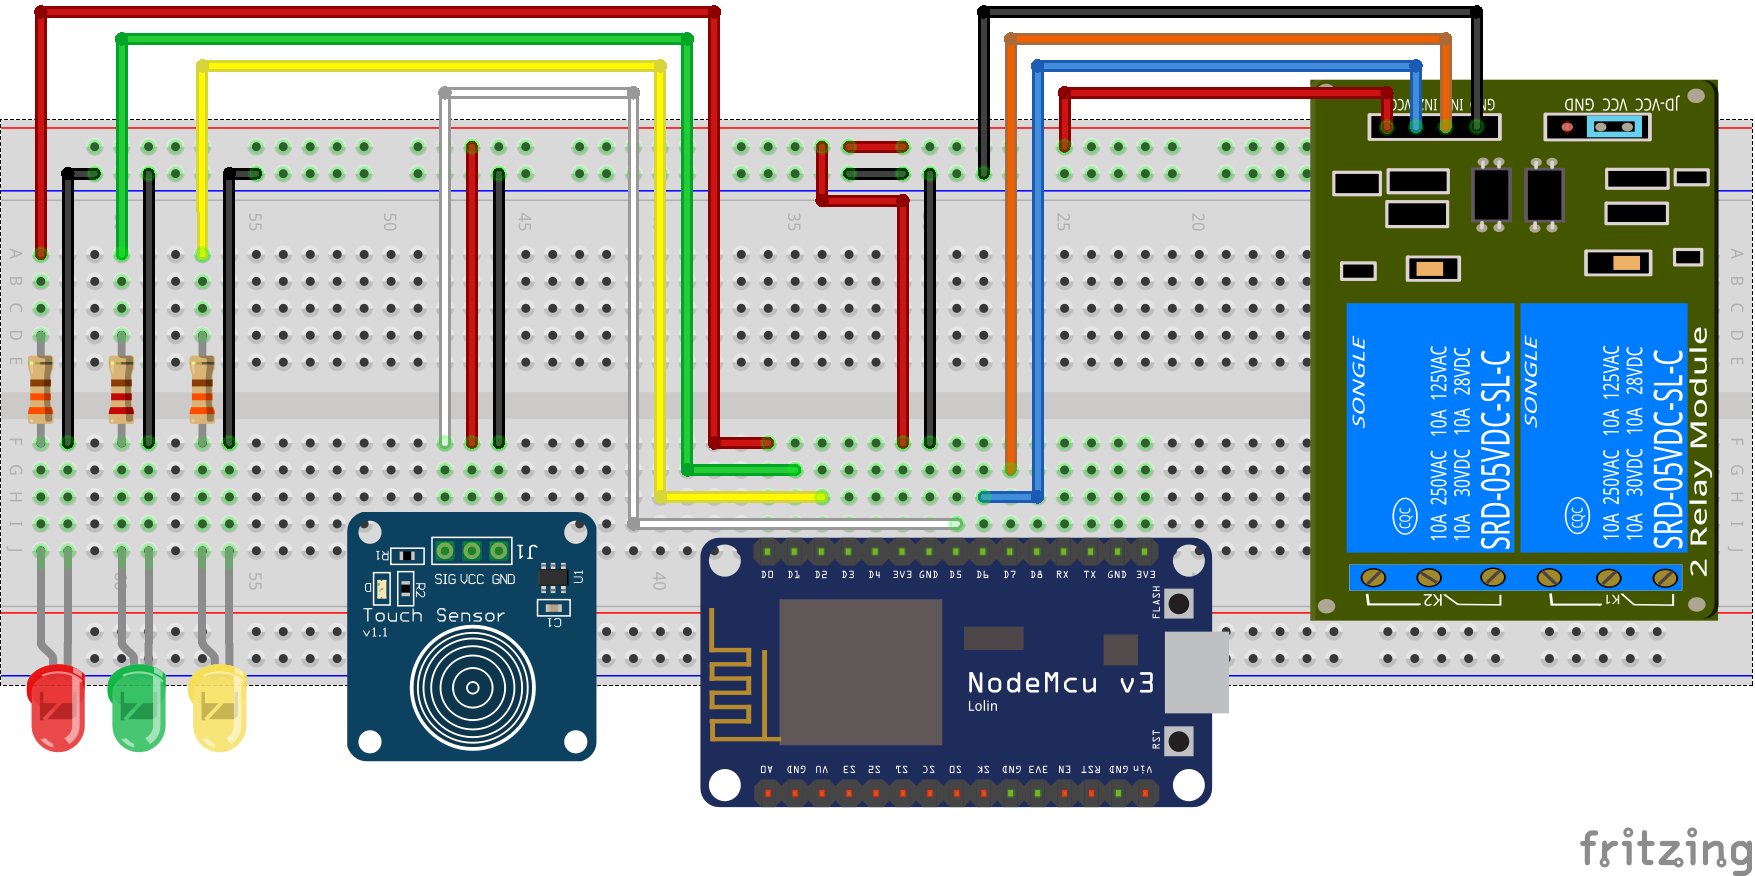 GND IN1 IN2 VCC
JD-VCC VCC GND
55
50
45
35
25
20
A
B
C
D
E
F
G
H
I
J
A
B
C
D
E
F
G
H
I
J
55
40
SONGLE
10A 250VAC 10A 125VAC
10A 30VDC 10A 28VDC
SRD-05VDC-SL-C
CQC
SONGLE
10A 250VAC 10A 125VAC
10A 30VDC 10A 28VDC
SRD-05VDC-SL-C
CQC
2 Relay Module
K2
K1
R1
J1
SIG VCC GND
D
R2
U1
C1
Touch Sensor
v1.1
D0 D1 D2 D3 D4 3V3 GND D5 D6 D7 D8 RX TX GND 3V3
FLASH
NodeMcu v3
Lolin
RST
A0 GND VU S3 S2 S1 SC S0 SK GND 3V3 EN RST GND Vin
fritzing